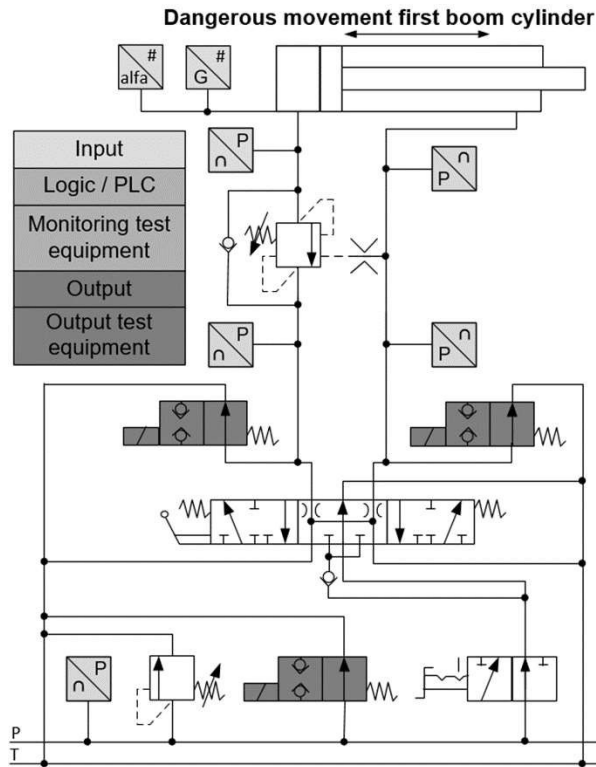 Dangerous movement first boom cylinder
#
alfa
#
G
Input
Logic / PLC
Monitoring test
equipment
Output
Output test
equipment
P
∩
∩
P
P
∩
∩
P
P
∩
P
T